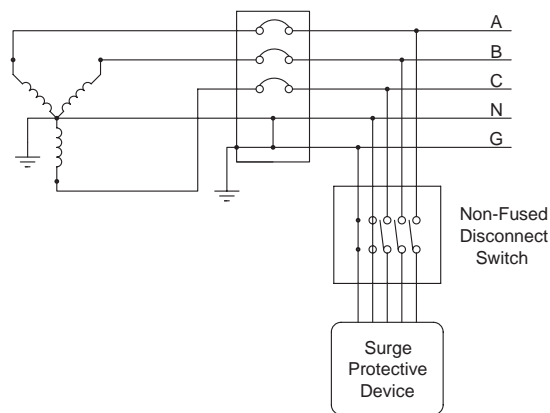 A
B
C
N
G
Non-Fused
Disconnect
Switch
Surge
Protective
Device